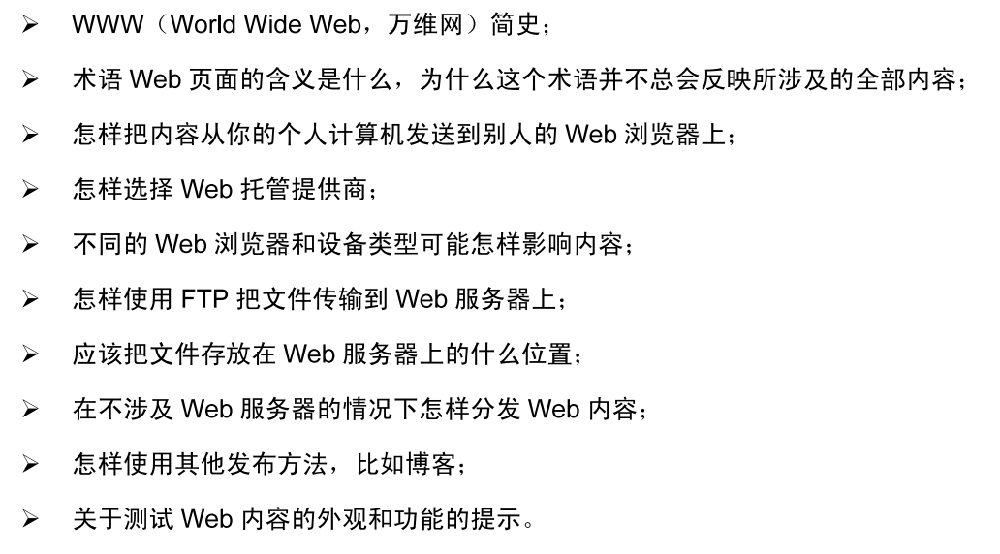 ➢ WWW（World Wide Web，万维网）简史；
➢ 术语 Web 页面的含义是什么，为什么这个术语并不总会反映所涉及的全部内容；
➢ 怎样把内容从你的个人计算机发送到别人的 Web 浏览器上；
➢ 怎样选择 Web 托管提供商；
➢ 不同的 Web 浏览器和设备类型可能怎样影响内容；
➢ 怎样使用 FTP 把文件传输到 Web 服务器上；
➢ 应该把文件存放在 Web 服务器上的什么位置；
➢ 在不涉及 Web 服务器的情况下怎样分发 Web 内容；
➢ 怎样使用其他发布方法，比如博客；
➢ 关于测试 Web 内容的外观和功能的提示。